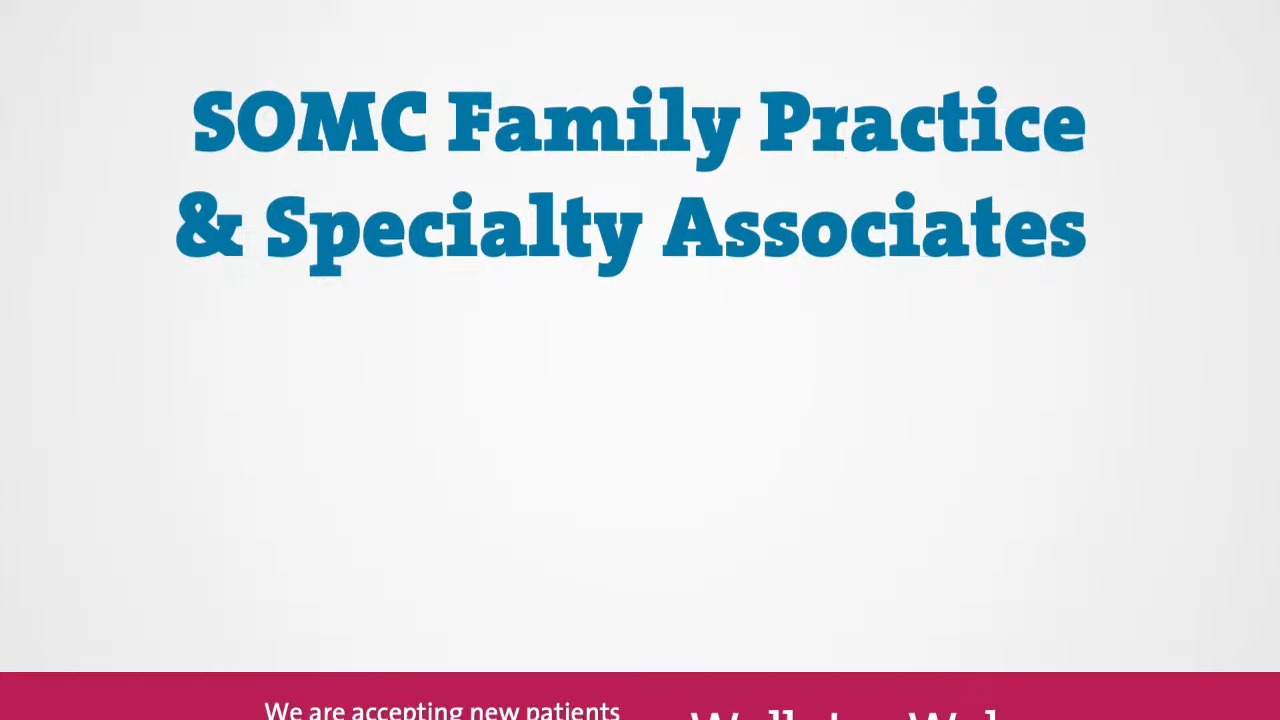 SOMC Family Practice
& Specialty Associates
We are accepting new patients